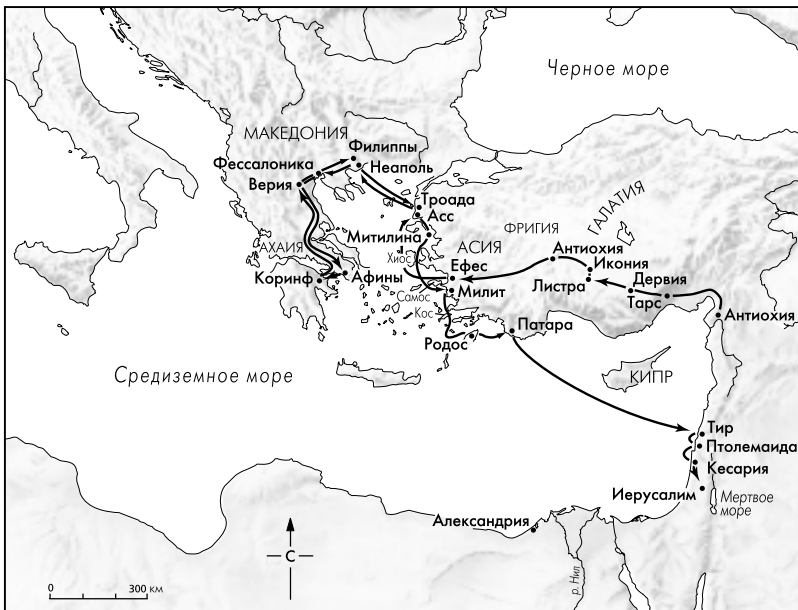 Черное море
МАКЕДОНИЯ
Филиппы
Фессалоника
Неаполь
Верия
Троада
Асс
ГАЛАТИЯ
ФРИГИЯ
Митилина
АСИЯ
Антиохия
АХАИЯ
Хиос
Икония
Ефес
Коринф
Афины
Листра
Дервия
Милит
Тарс
Самос
Кос
Антиохия
Патара
Родос
Средиземное море
КИПР
Тир
Птолемаида
Кесария
Иерусалим
Мертвое
море
Александрия
С
р. Нил
0 300 км